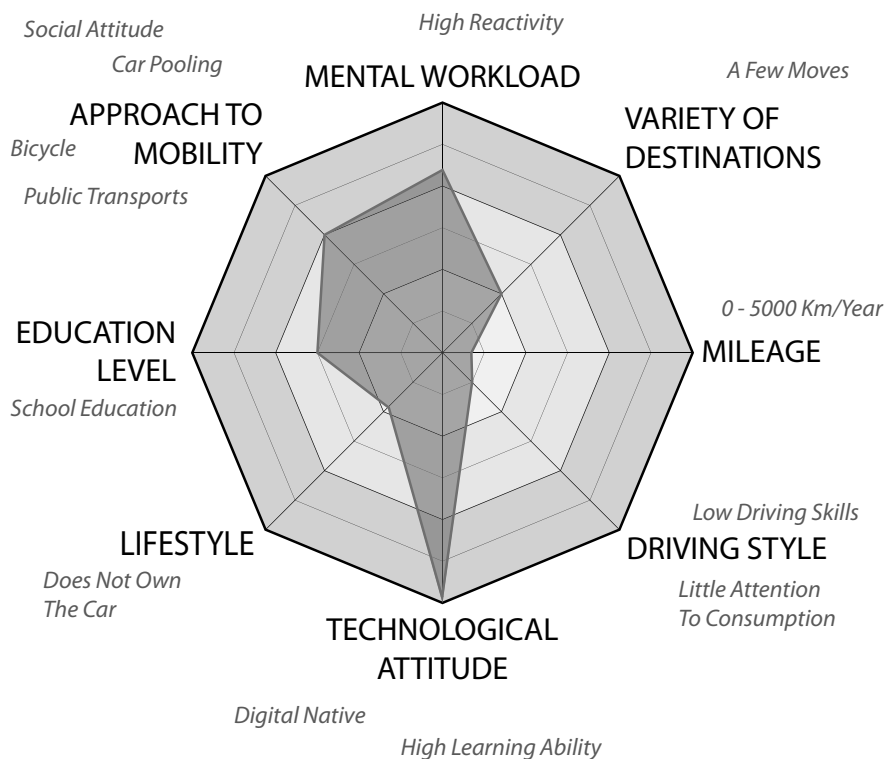 Social Attitude
High Reactivity
Car Pooling
MENTAL WORKLOAD
A Few Moves
APPROACH TO
MOBILITY
VARIETY OF
DESTINATIONS
Bicycle
Public Transports
0 - 5000 Km/Year
EDUCATION
LEVEL
MILEAGE
School Education
Low Driving Skills
LIFESTYLE
DRIVING STYLE
Does Not Own
The Car
Little Attention
To Consumption
TECHNOLOGICAL
ATTITUDE
Digital Native
High Learning Ability